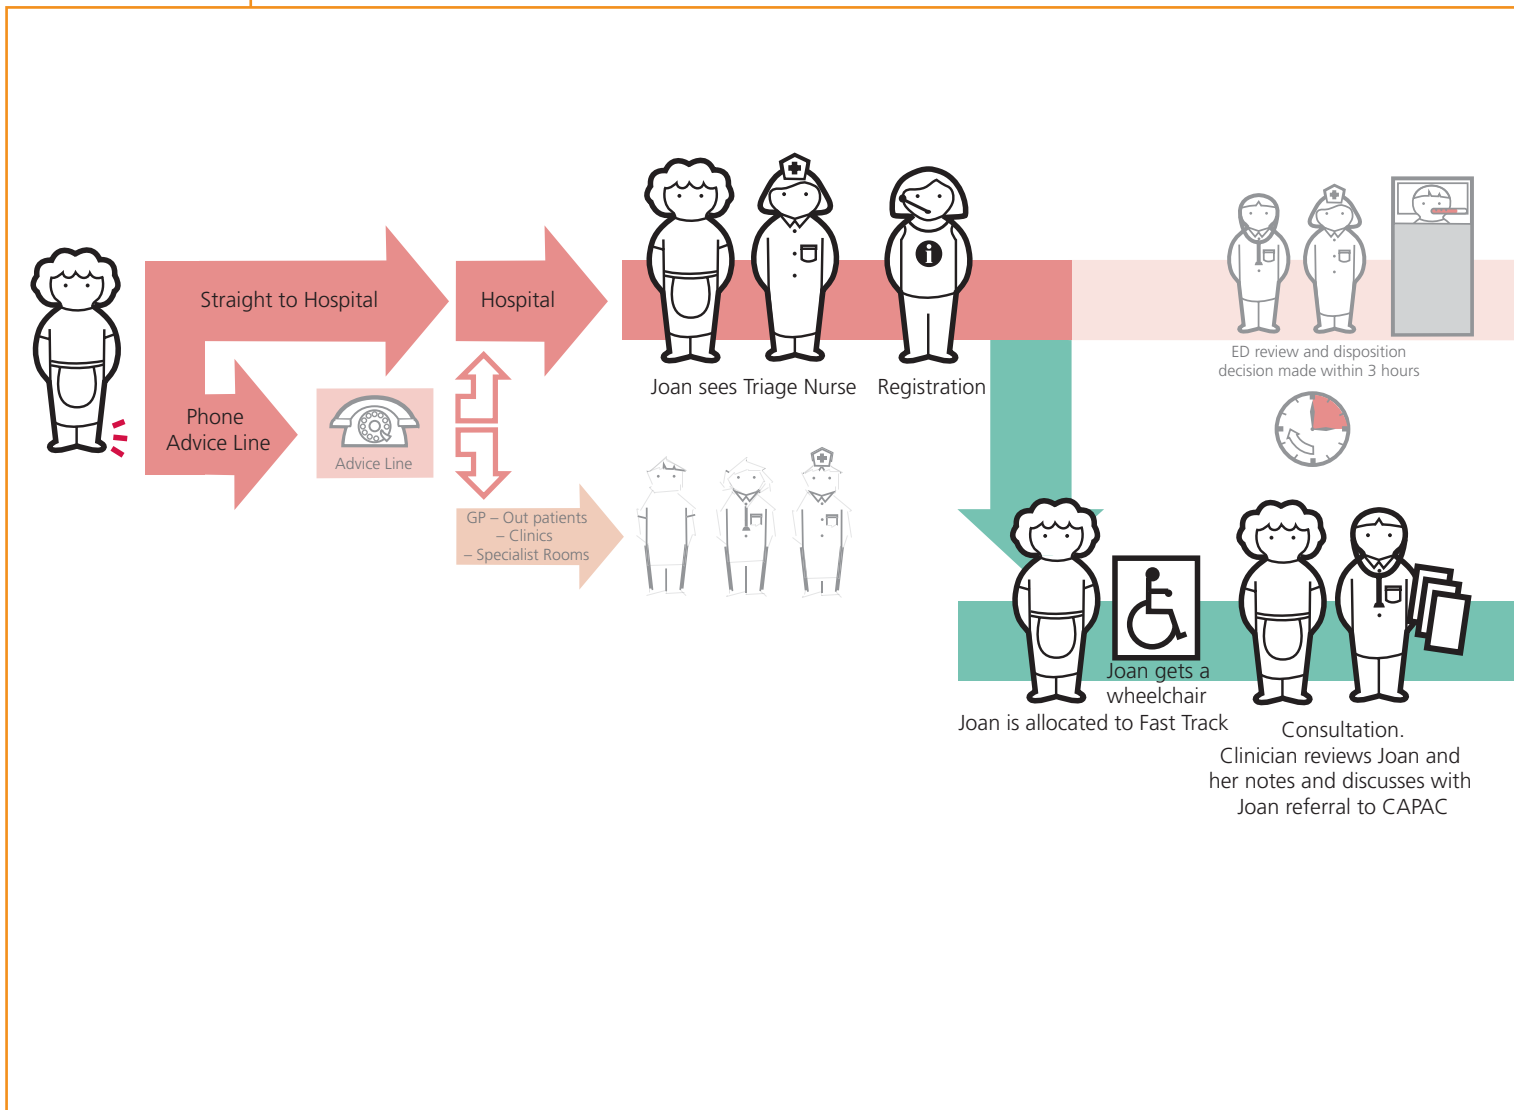 Straight to Hospital
Hospital
Phone
Advice Line
Advice Line
GP – Out patients
– Clinics
– Specialist Rooms
Joan sees Triage Nurse
Registration
i
ED review and disposition
decision made within 3 hours
Joan gets a
wheelchair
Joan is allocated to Fast Track
Consultation.
Clinician reviews Joan and
her notes and discusses with
Joan referral to CAPAC